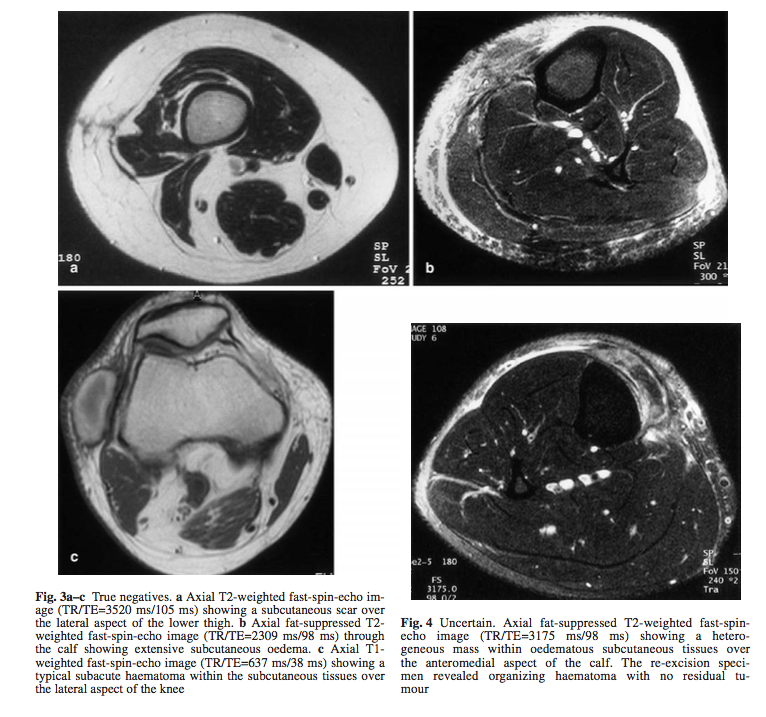 180
a
SP
SL
FoV 2
252
b
SP
SL
FoV 21
300 *
c
AGE 108
UDY 6
e2-5 180
FS
3175.0
98.0/2
SP
SL
FoV 150
240 *2
Tra
Fig. 3a–c True negatives. a Axial T2-weighted fast-spin-echo im-
age (TR/TE=3520 ms/105 ms) showing a subcutaneous scar over
the lateral aspect of the lower thigh. b Axial fat-suppressed T2-
weighted fast-spin-echo image (TR/TE=2309 ms/98 ms) through
the calf showing extensive subcutaneous oedema. c Axial T1-
weighted fast-spin-echo image (TR/TE=637 ms/38 ms) showing a
typical subacute haematoma within the subcutaneous tissues over
the lateral aspect of the knee
Fig. 4 Uncertain. Axial fat-suppressed T2-weighted fast-spin-
echo image (TR/TE=3175 ms/98 ms) showing a hetero-
geneous mass within oedematous subcutaneous tissues over
the anteromedial aspect of the calf. The re-excision speci-
men revealed organizing haematoma with no residual tu-
mour